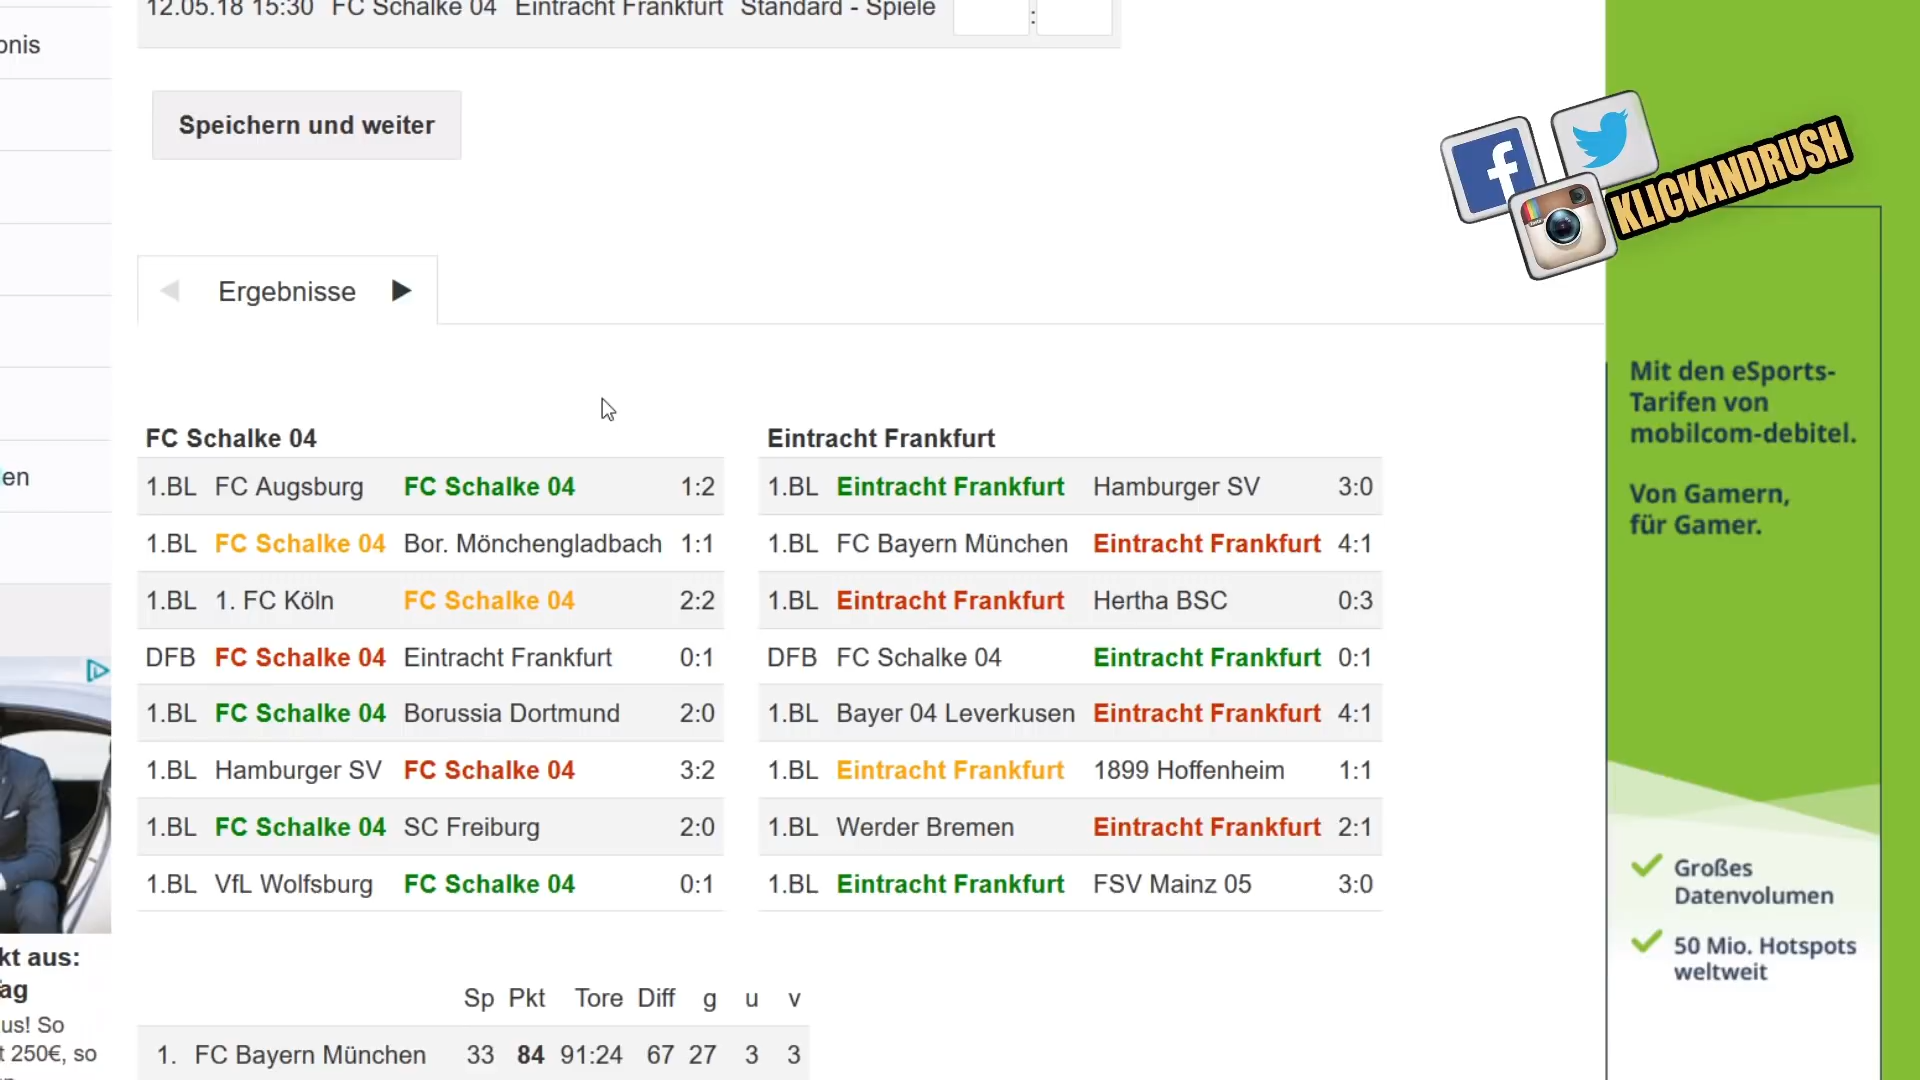 12.05.18 15:30 FC Schalke 04 Eintracht Frankfurt Standard - Spiele :
Speichern und weiter
KLICKANDRUSH
Ergebnisse
Mit den eSports-
Tarifen von
mobilcom-debitel.
Von Gamern,
für Gamer.
FC Schalke 04
1.BL FC Augsburg FC Schalke 04 1:2
1.BL FC Schalke 04 Bor. Mönchengladbach 1:1
1.BL 1. FC Köln FC Schalke 04 2:2
DFB FC Schalke 04 Eintracht Frankfurt 0:1
1.BL FC Schalke 04 Borussia Dortmund 2:0
1.BL Hamburger SV FC Schalke 04 3:2
1.BL FC Schalke 04 SC Freiburg 2:0
1.BL VfL Wolfsburg FC Schalke 04 0:1
Eintracht Frankfurt
1.BL Eintracht Frankfurt Hamburger SV 3:0
1.BL FC Bayern München Eintracht Frankfurt 4:1
1.BL Eintracht Frankfurt Hertha BSC 0:3
DFB FC Schalke 04 Eintracht Frankfurt 0:1
1.BL Bayer 04 Leverkusen Eintracht Frankfurt 4:1
1.BL Eintracht Frankfurt 1899 Hoffenheim 1:1
1.BL Werder Bremen Eintracht Frankfurt 2:1
1.BL Eintracht Frankfurt FSV Mainz 05 3:0
Großes
Datenvolumen
50 Mio. Hotspots
weltweit
kt aus:
ag
us! So
t 250€, so
Sp Pkt Tore Diff g u v
1. FC Bayern München 33 84 91:24 67 27 3 3